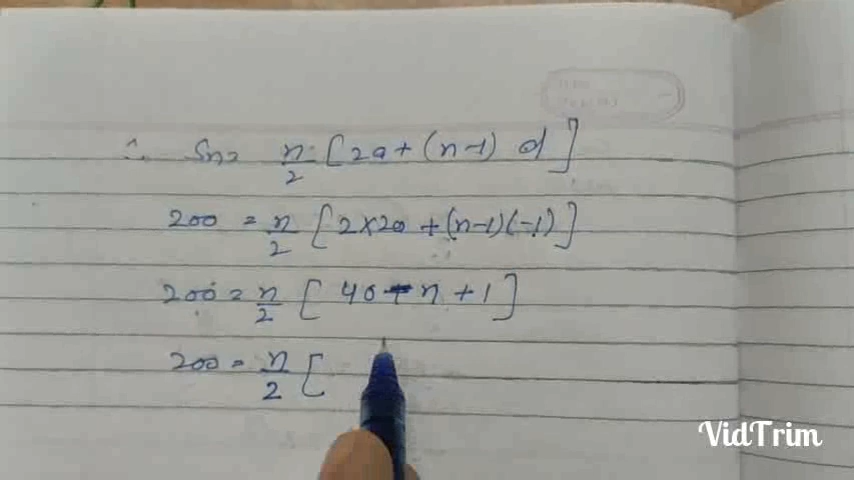 ∴ Sn = n/2 [2a + (n-1) d]
200 = n/2 [2×20 + (n-1)(-1)]
200 = n/2 [40 - n + 1]
200 = n/2 [
VidTrim